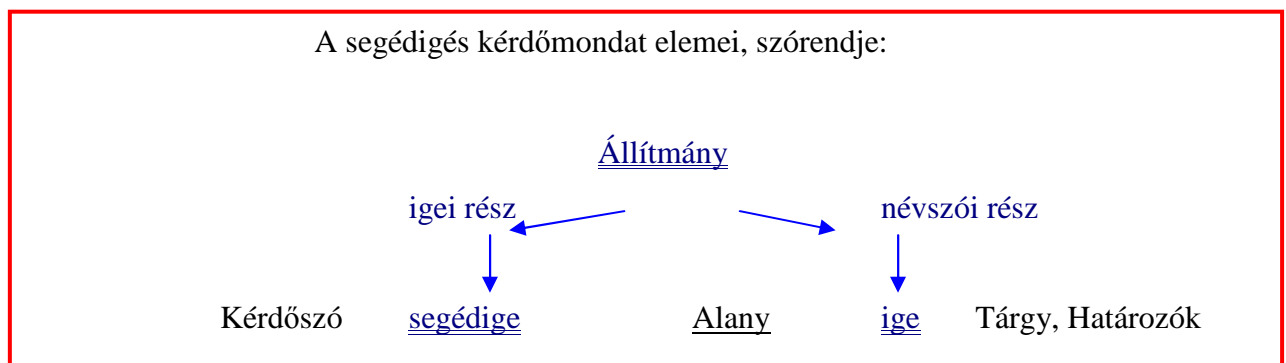 A segédigés kérdőmondat elemei, szórendje:
Állítmány
igei rész névszói rész
Kérdőszó segédige Alany ige Tárgy, Határozók